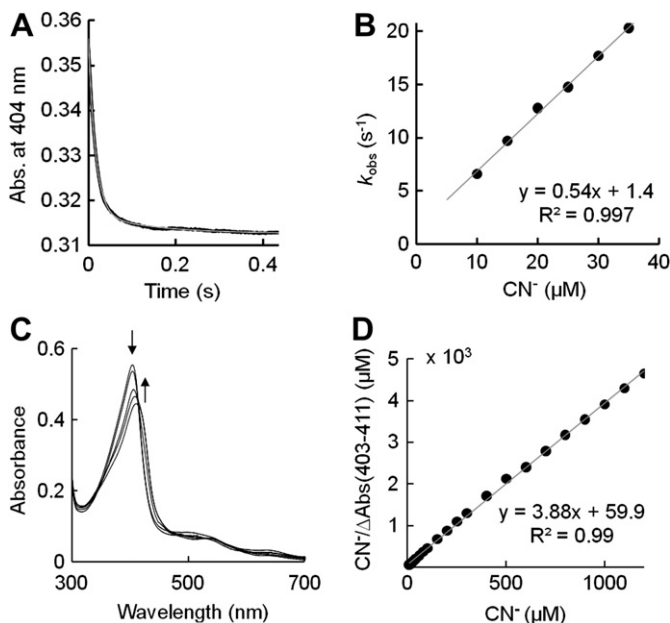 A
0.36
0.35
0.34
0.33
0.32
0.31
Abs. at 404 nm
0
0.2
0.4
Time (s)
B
20
15
10
5
0
k_obs (s⁻¹)
y = 0.54x + 1.4
R² = 0.997
0
10
20
30
40
CN⁻ (µM)
C
0.6
0.4
0.2
0
Absorbance
300
500
700
Wavelength (nm)
D
x 10³
5
4
3
2
1
CN⁻/ΔAbs(403-411) (µM)
y = 3.88x + 59.9
R² = 0.99
0
500
1000
CN⁻ (µM)